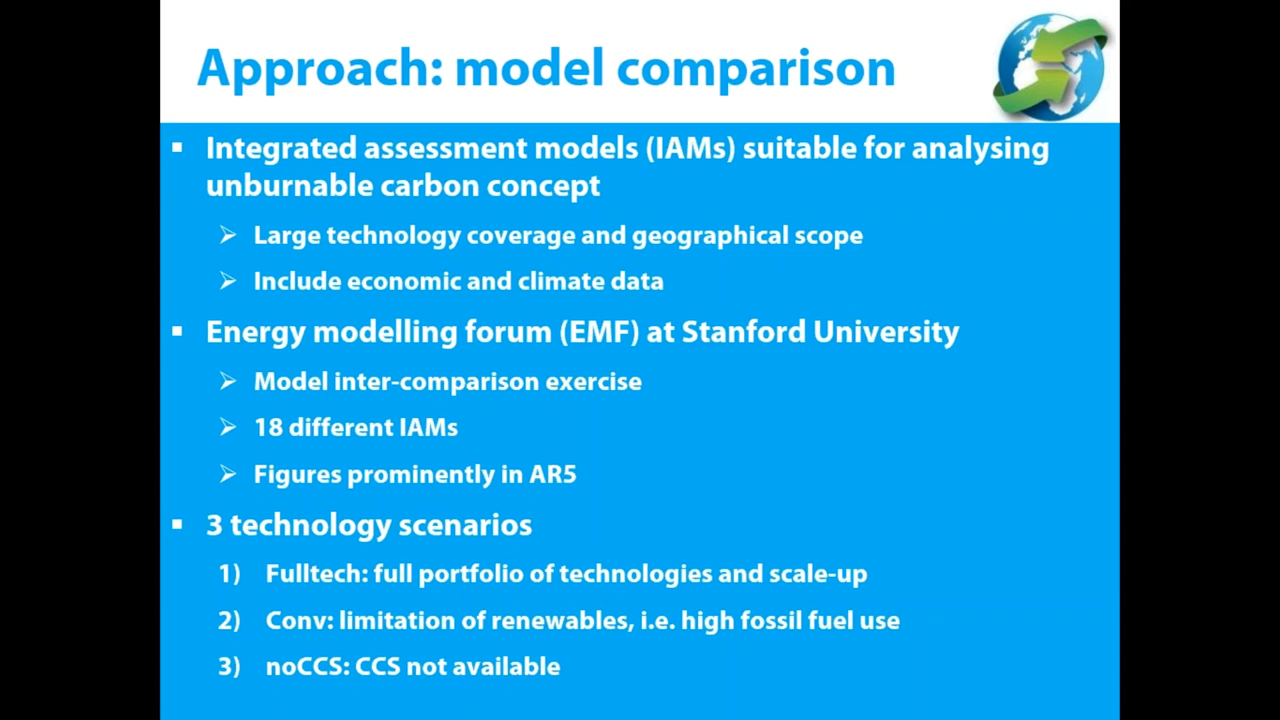 Approach: model comparison
▪ Integrated assessment models (IAMs) suitable for analysing
unburnable carbon concept
➢ Large technology coverage and geographical scope
➢ Include economic and climate data
▪ Energy modelling forum (EMF) at Stanford University
➢ Model inter-comparison exercise
➢ 18 different IAMs
➢ Figures prominently in AR5
▪ 3 technology scenarios
1) Fulltech: full portfolio of technologies and scale-up
2) Conv: limitation of renewables, i.e. high fossil fuel use
3) noCCS: CCS not available